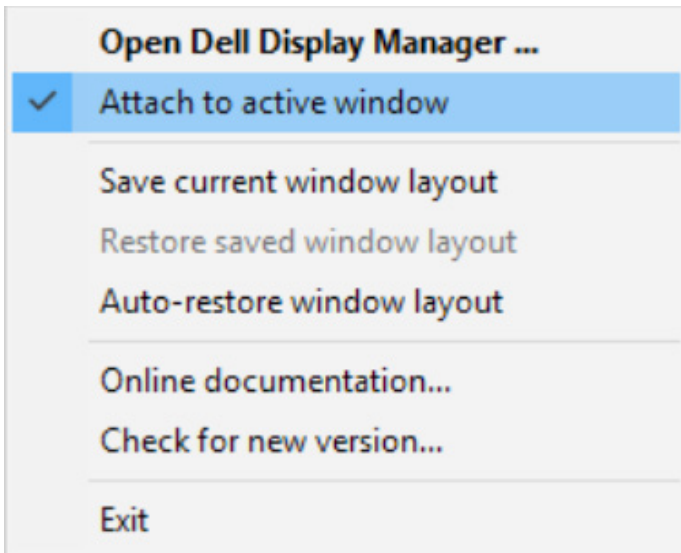 Open Dell Display Manager ...
Attach to active window
Save current window layout
Restore saved window layout
Auto-restore window layout
Online documentation...
Check for new version...
Exit